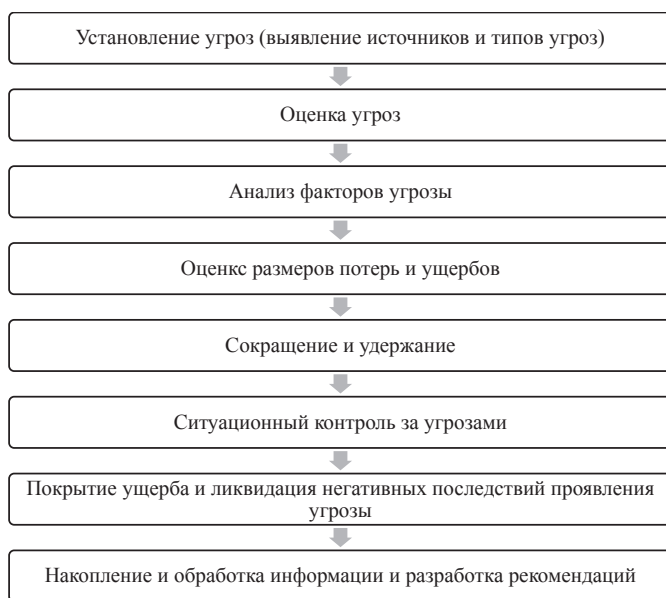 Установление угроз (выявление источников и типов угроз)
Оценка угроз
Анализ факторов угрозы
Оценкс размеров потерь и ущербов
Сокращение и удержание
Ситуационный контроль за угрозами
Покрытие ущерба и ликвидация негативных последствий проявления
угрозы
Накопление и обработка информации и разработка рекомендаций